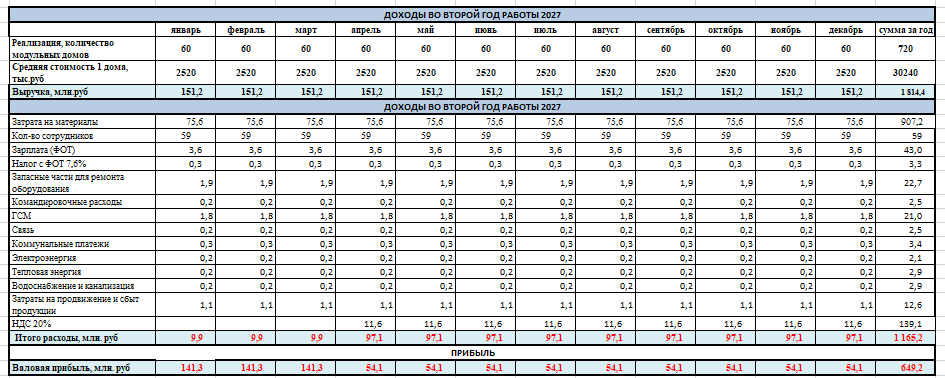 ДОХОДЫ ВО ВТОРОЙ ГОД РАБОТЫ 2027
январь февраль март апрель май июнь июль август сентябрь октябрь ноябрь декабрь сумма за год
Реализация, количество
модульных домов 60 60 60 60 60 60 60 60 60 60 60 60 720
Средняя стоимость 1 дома,
тыс.руб 2520 2520 2520 2520 2520 2520 2520 2520 2520 2520 2520 2520 30240
Выручка, млн.руб 151,2 151,2 151,2 151,2 151,2 151,2 151,2 151,2 151,2 151,2 151,2 151,2 1 814,4
ДОХОДЫ ВО ВТОРОЙ ГОД РАБОТЫ 2027
Затрата на материалы 75,6 75,6 75,6 75,6 75,6 75,6 75,6 75,6 75,6 75,6 75,6 75,6 907,2
Кол-во сотрудников 59 59 59 59 59 59 59 59 59 59 59 59 59
Зарплата (ФОТ) 3,6 3,6 3,6 3,6 3,6 3,6 3,6 3,6 3,6 3,6 3,6 3,6 43,0
Налог с ФОТ 7,6% 0,3 0,3 0,3 0,3 0,3 0,3 0,3 0,3 0,3 0,3 0,3 0,3 3,3
Запасные части для ремонта
оборудования 1,9 1,9 1,9 1,9 1,9 1,9 1,9 1,9 1,9 1,9 1,9 1,9 22,7
Командировочные расходы 0,2 0,2 0,2 0,2 0,2 0,2 0,2 0,2 0,2 0,2 0,2 0,2 2,5
ГСМ 1,8 1,8 1,8 1,8 1,8 1,8 1,8 1,8 1,8 1,8 1,8 1,8 21,0
Связь 0,2 0,2 0,2 0,2 0,2 0,2 0,2 0,2 0,2 0,2 0,2 0,2 2,5
Коммунальные платежи 0,3 0,3 0,3 0,3 0,3 0,3 0,3 0,3 0,3 0,3 0,3 0,3 3,4
Электроэнергия 0,2 0,2 0,2 0,2 0,2 0,2 0,2 0,2 0,2 0,2 0,2 0,2 2,1
Тепловая энергия 0,2 0,2 0,2 0,2 0,2 0,2 0,2 0,2 0,2 0,2 0,2 0,2 2,9
Водоснабжение и канализация 0,2 0,2 0,2 0,2 0,2 0,2 0,2 0,2 0,2 0,2 0,2 0,2 2,9
Затраты на продвижение и сбыт
продукции 1,1 1,1 1,1 1,1 1,1 1,1 1,1 1,1 1,1 1,1 1,1 1,1 12,6
НДС 20% 11,6 11,6 11,6 11,6 11,6 11,6 11,6 11,6 11,6 139,1
Итого расходы, млн. руб 9,9 9,9 9,9 97,1 97,1 97,1 97,1 97,1 97,1 97,1 97,1 97,1 1 165,2
ПРИБЫЛЬ
Валовая прибыль, млн. руб 141,3 141,3 141,3 54,1 54,1 54,1 54,1 54,1 54,1 54,1 54,1 54,1 649,2